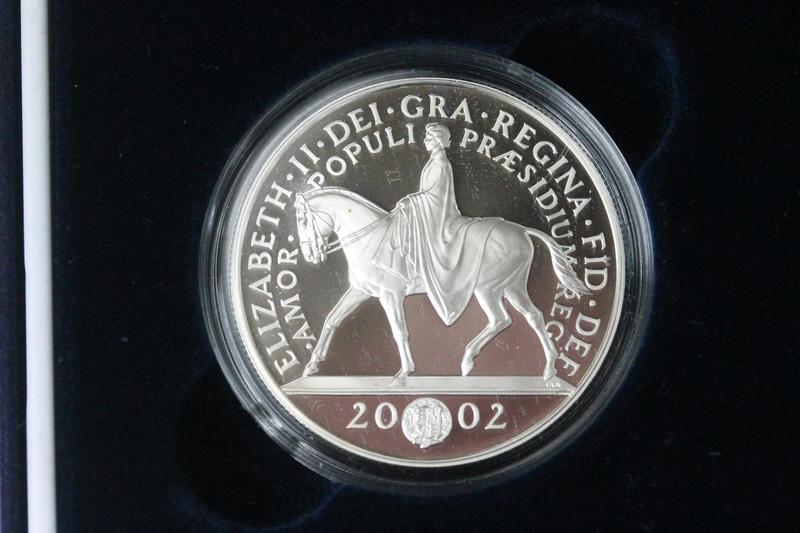 ELIZABETH · II · DEI · GRA · REGINA · FID · DEF
· AMOR · POPULI PRÆSIDIUM REG ·
20 02